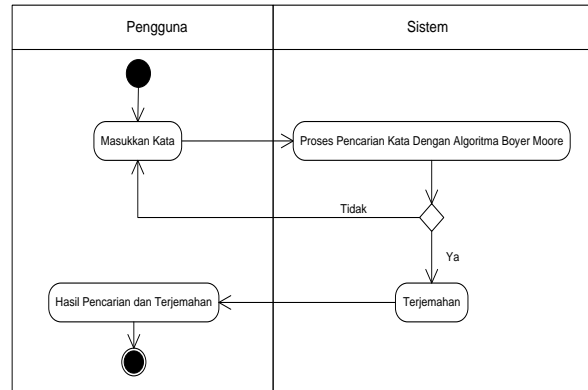 Pengguna
Sistem
Masukkan Kata
Proses Pencarian Kata Dengan Algoritma Boyer Moore
Tidak
Ya
Hasil Pencarian dan Terjemahan
Terjemahan